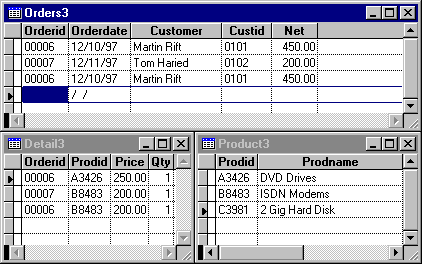 Orders3
Orderid Orderdate Customer Custid Net
00006 12/10/97 Martin Rift 0101 450.00
00007 12/11/97 Tom Haried 0102 200.00
00006 12/10/97 Martin Rift 0101 450.00
/ /
Detail3
Orderid Prodid Price Qty
00006 A3426 250.00 1
00007 B8483 200.00 1
00006 B8483 200.00 1
Product3
Prodid Prodname
A3426 DVD Drives
B8483 ISDN Modems
C3981 2 Gig Hard Disk